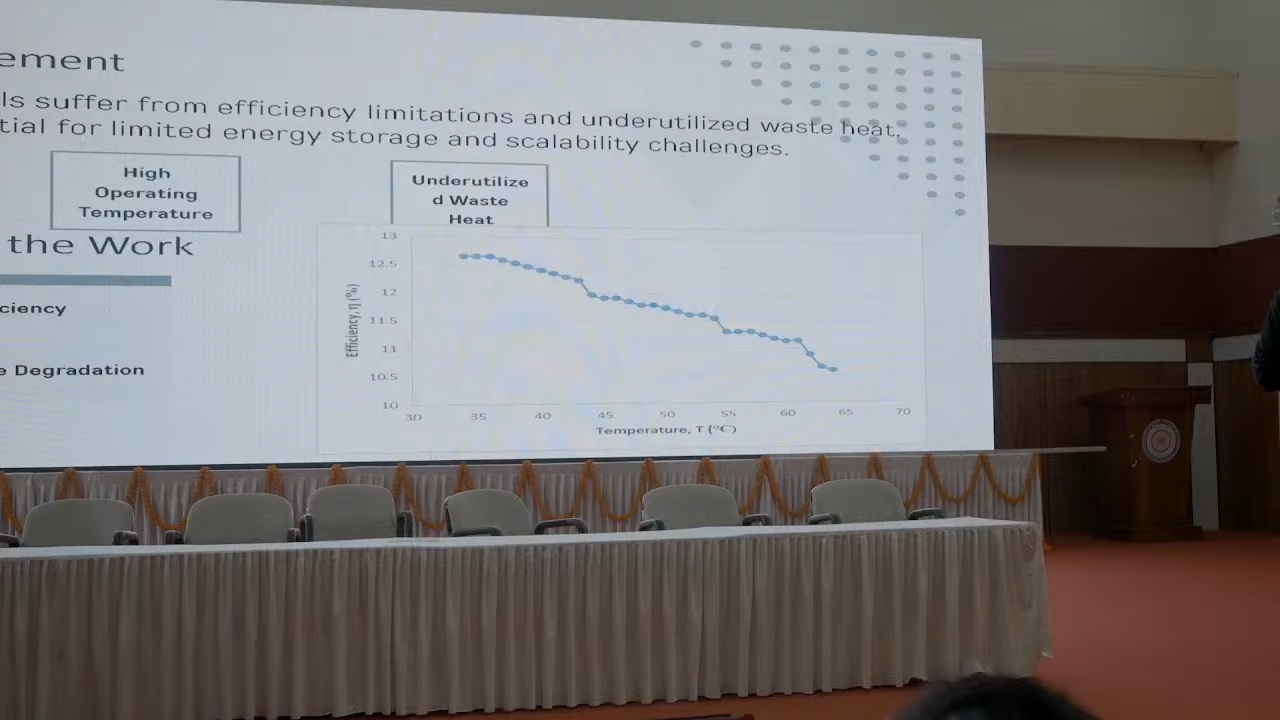 ement
ls suffer from efficiency limitations and underutilized waste heat,
tial for limited energy storage and scalability challenges.
High
Operating
Temperature
Underutilize
d Waste
Heat
the Work
ciency
e Degradation
13
12.5
12
11.5
11
10.5
10
Efficiency, η (%)
30 35 40 45 50 55 60 65 70
Temperature, T (°C)